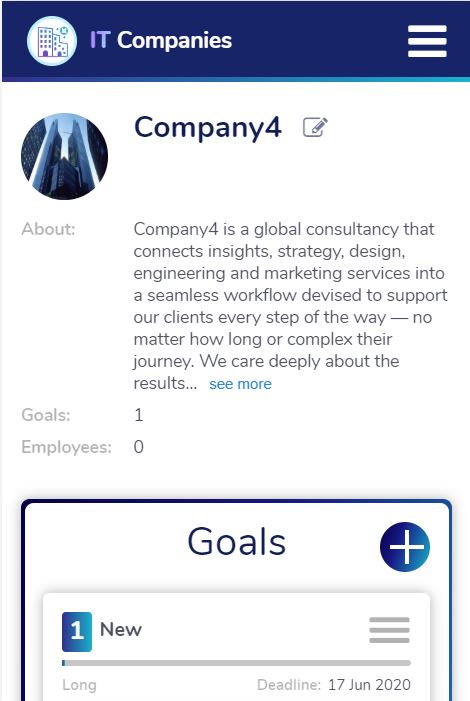 IT Companies
Company4
About:
Company4 is a global consultancy that
connects insights, strategy, design,
engineering and marketing services into
a seamless workflow devised to support
our clients every step of the way — no
matter how long or complex their
journey. We care deeply about the
results... see more
Goals: 1
Employees: 0
Goals
1 New
Long Deadline: 17 Jun 2020